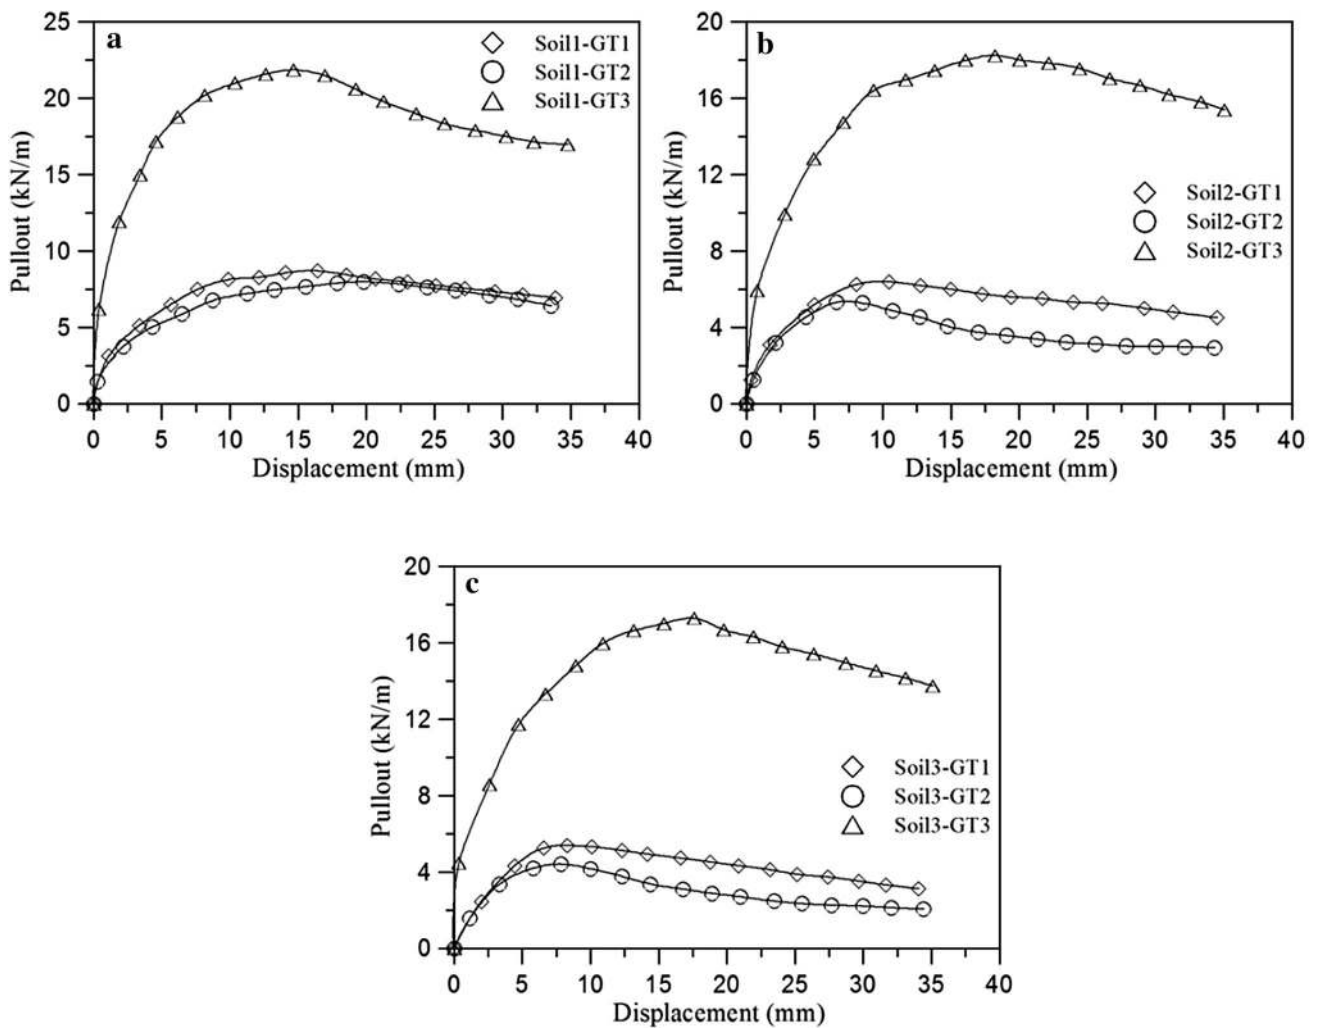 a
25
20
15
10
5
0
Pullout (kN/m)
Soil1-GT1
Soil1-GT2
Soil1-GT3
0 5 10 15 20 25 30 35 40
Displacement (mm)
b
20
16
12
8
4
0
Pullout (kN/m)
Soil2-GT1
Soil2-GT2
Soil2-GT3
0 5 10 15 20 25 30 35 40
Displacement (mm)
c
20
16
12
8
4
0
Pullout (kN/m)
Soil3-GT1
Soil3-GT2
Soil3-GT3
0 5 10 15 20 25 30 35 40
Displacement (mm)